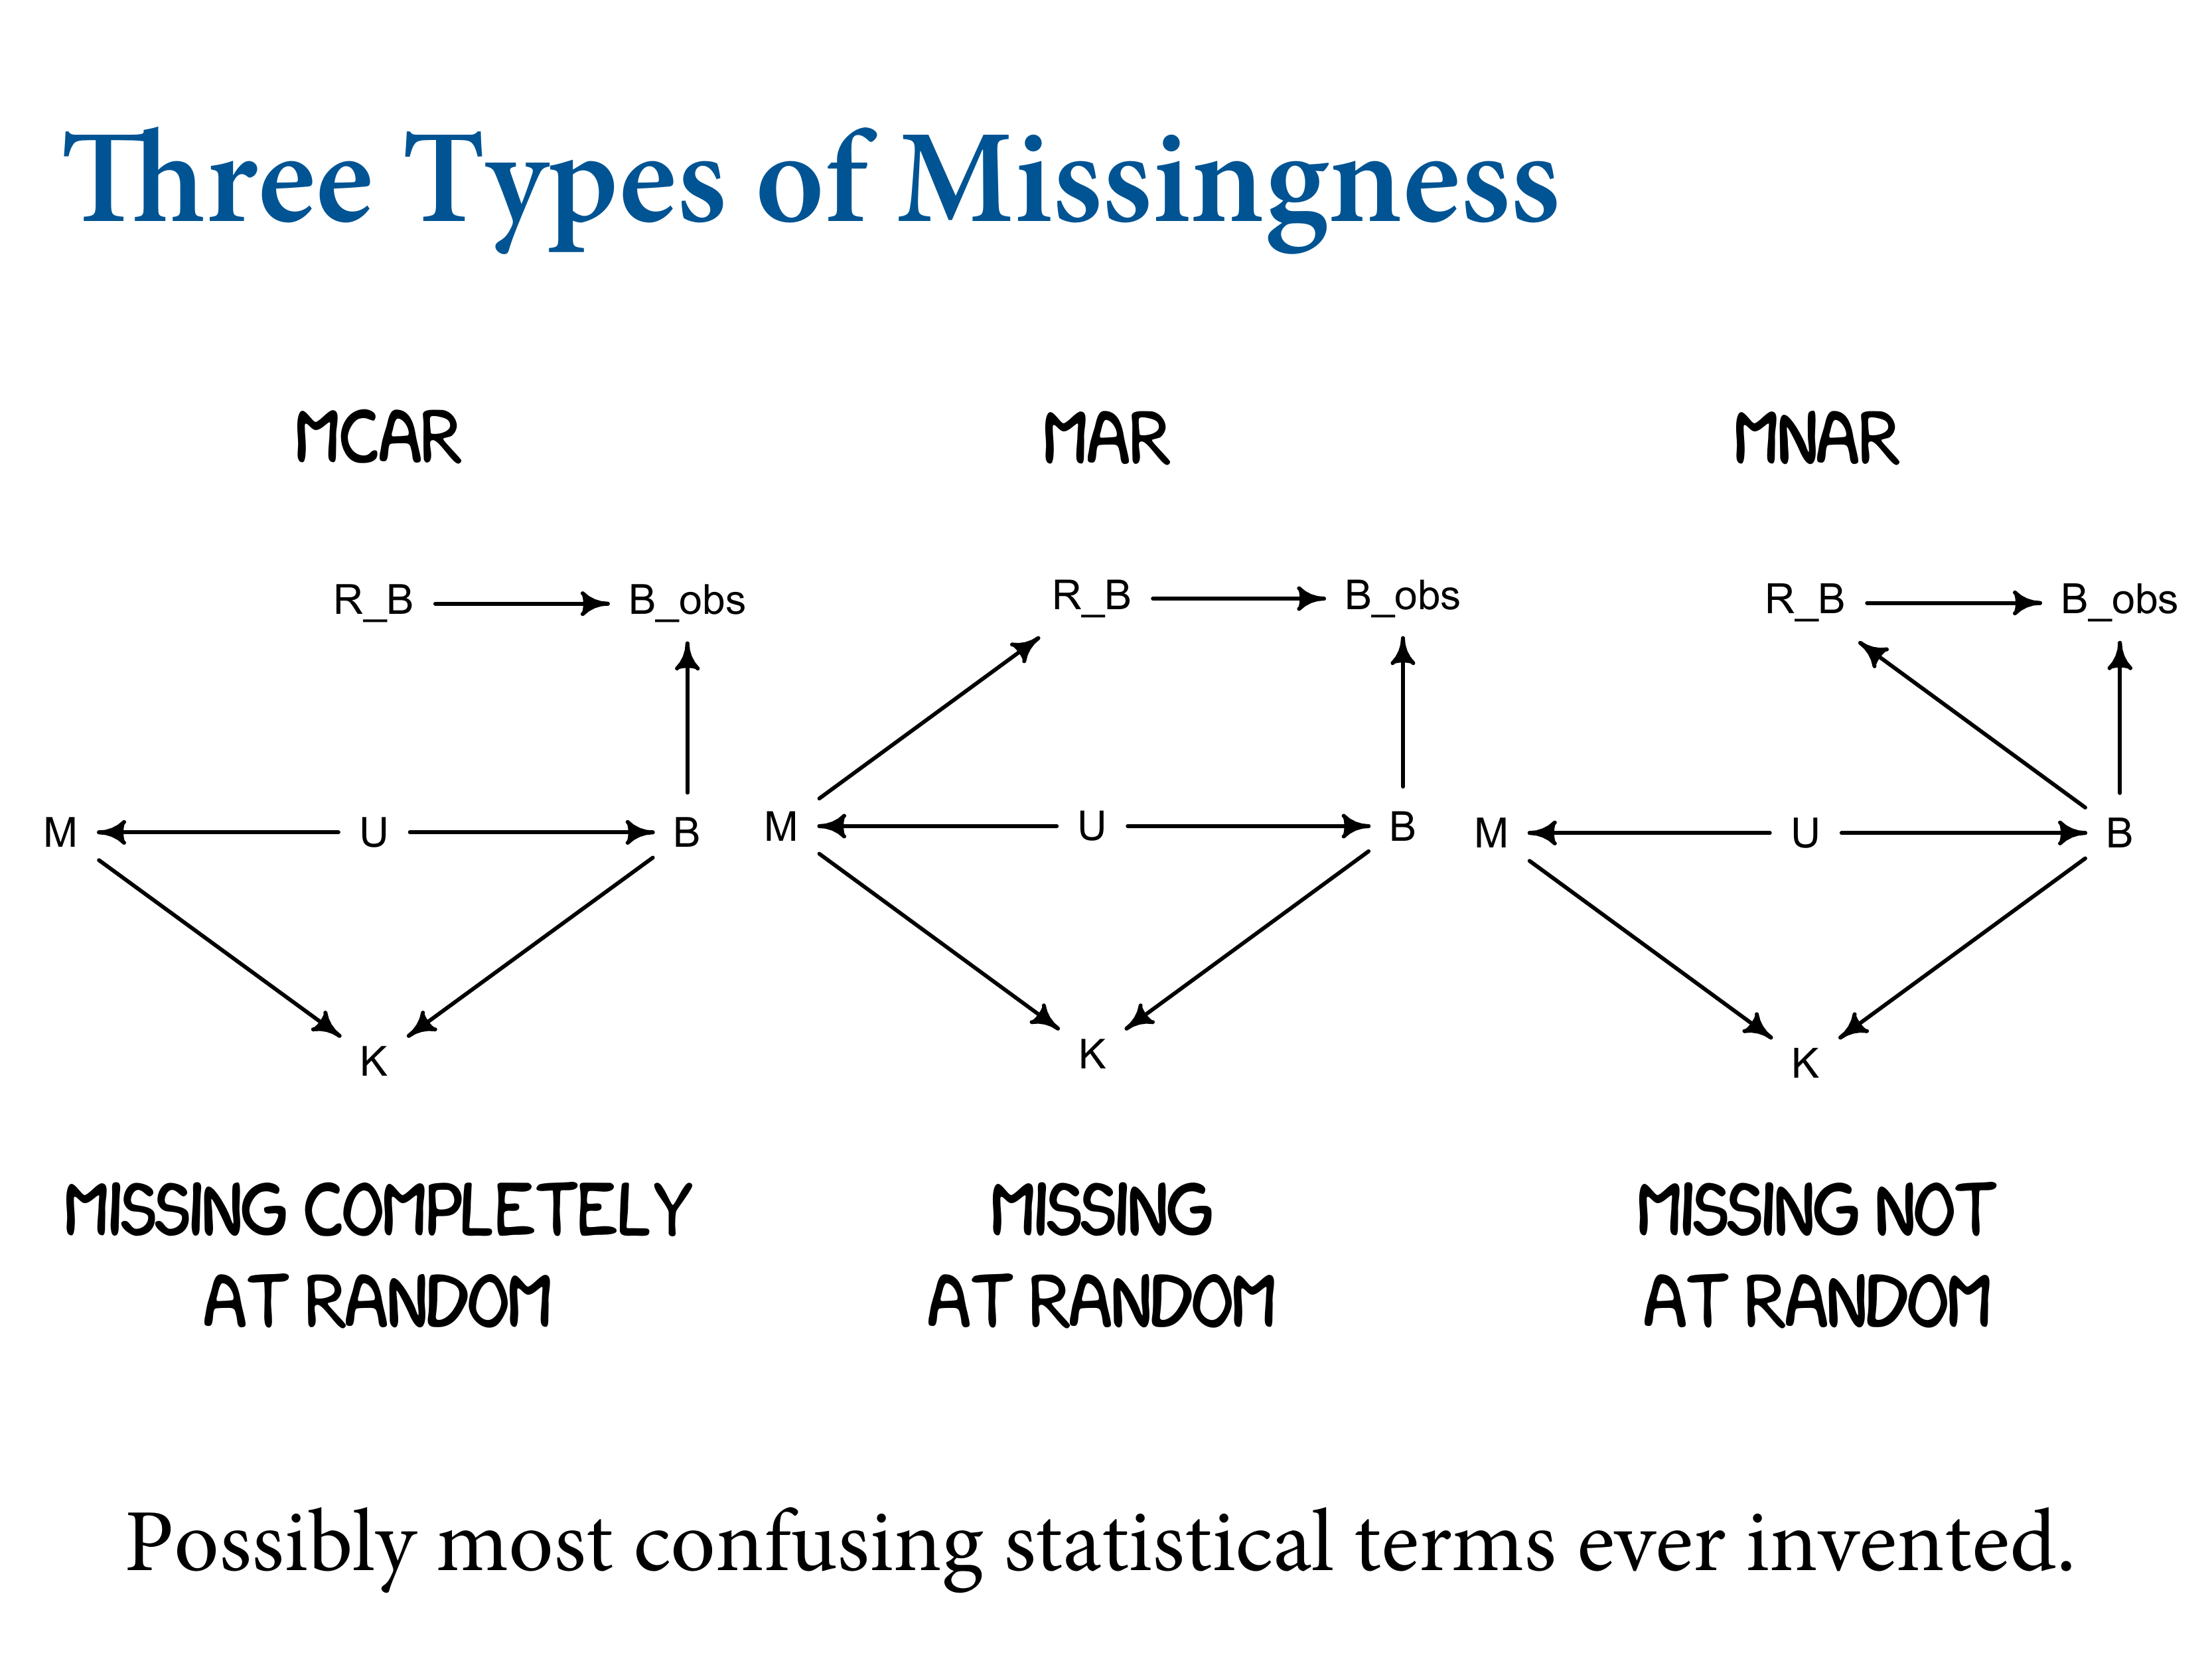 Three Types of Missingness
MCAR
MAR
MNAR
R_B
B_obs
R_B
B_obs
R_B
B_obs
M
U
B
M
U
B
M
U
B
K
K
K
MISSING COMPLETELY
AT RANDOM
MISSING
AT RANDOM
MISSING NOT
AT RANDOM
Possibly most confusing statistical terms ever invented.